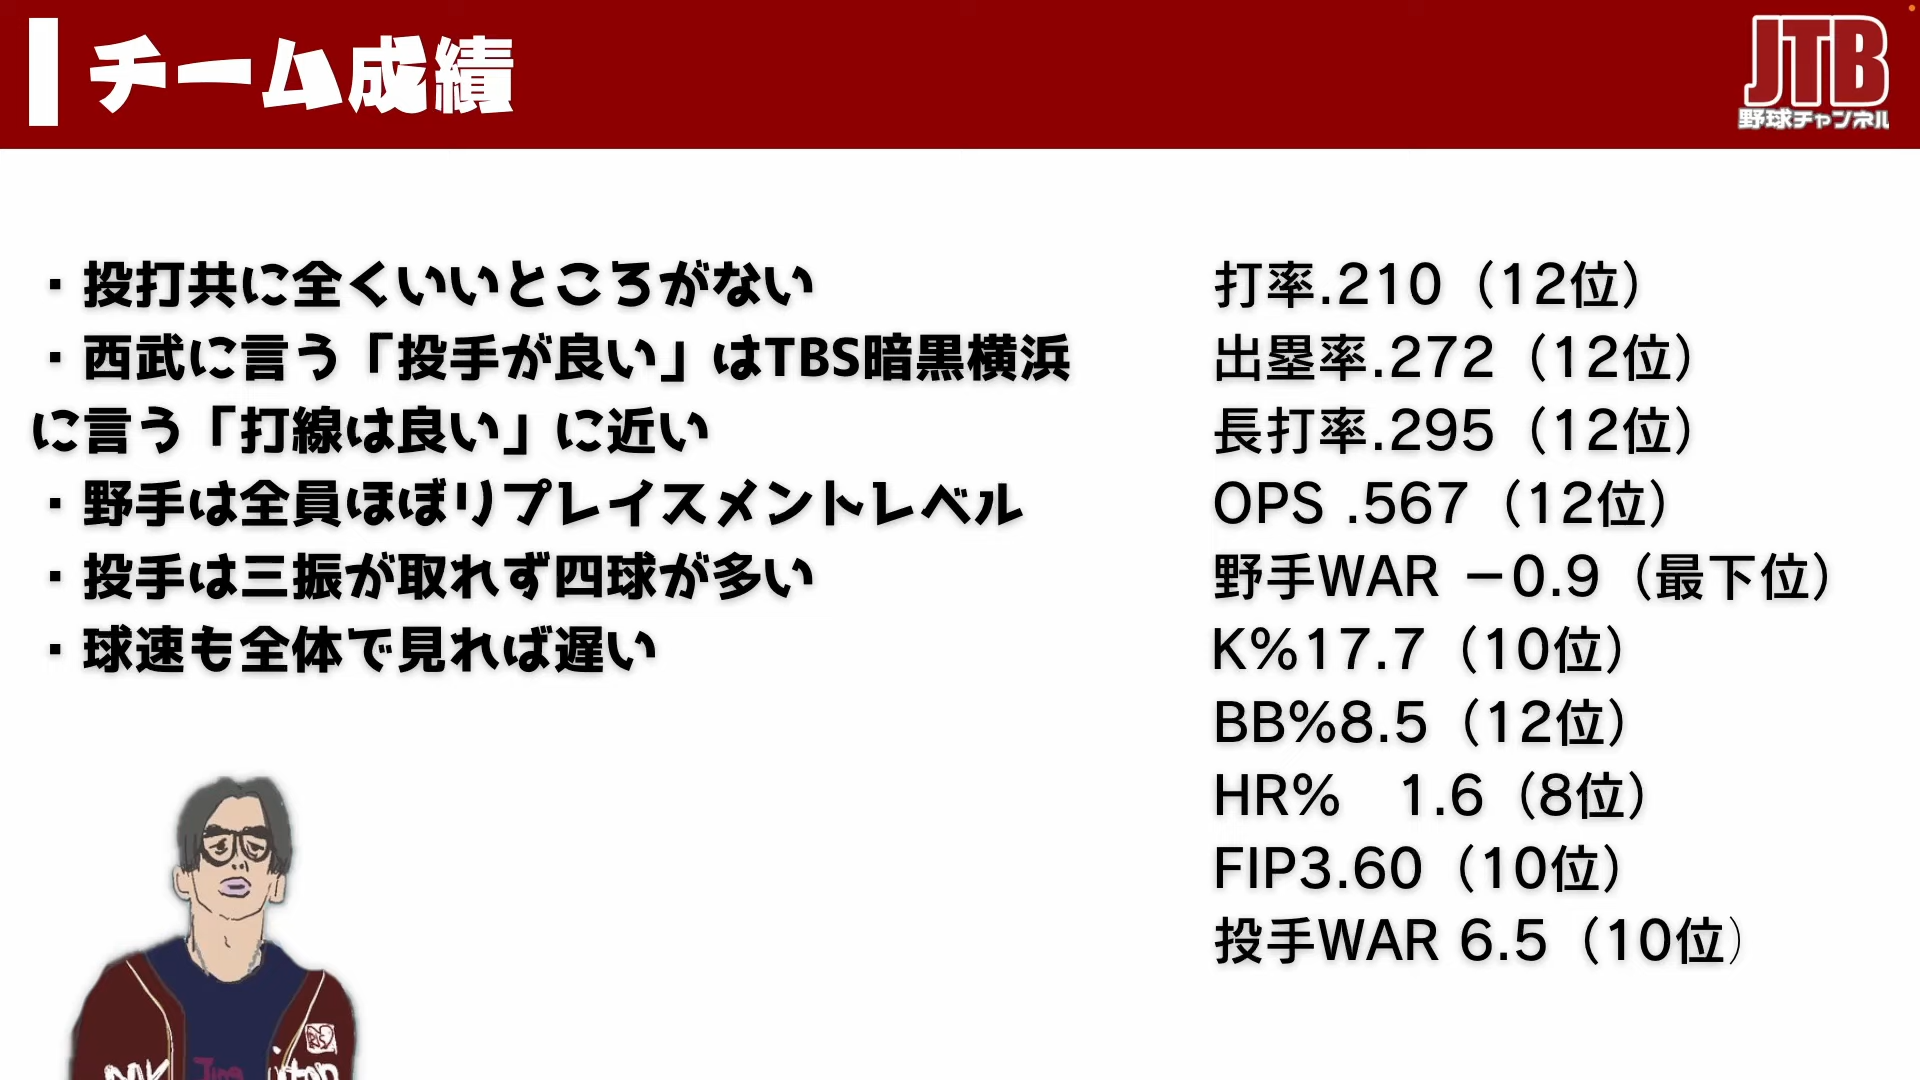 チーム成績
JTB
野球チャンネル
・投打共に全くいいところがない
・西武に言う「投手が良い」はTBS暗黒横浜
に言う「打線は良い」に近い
・野手は全員ほぼリプレイスメントレベル
・投手は三振が取れず四球が多い
・球速も全体で見れば遅い
打率.210（12位）
出塁率.272（12位）
長打率.295（12位）
OPS .567（12位）
野手WAR －0.9（最下位）
K%17.7（10位）
BB%8.5（12位）
HR%　1.6（8位）
FIP3.60（10位）
投手WAR 6.5（10位）